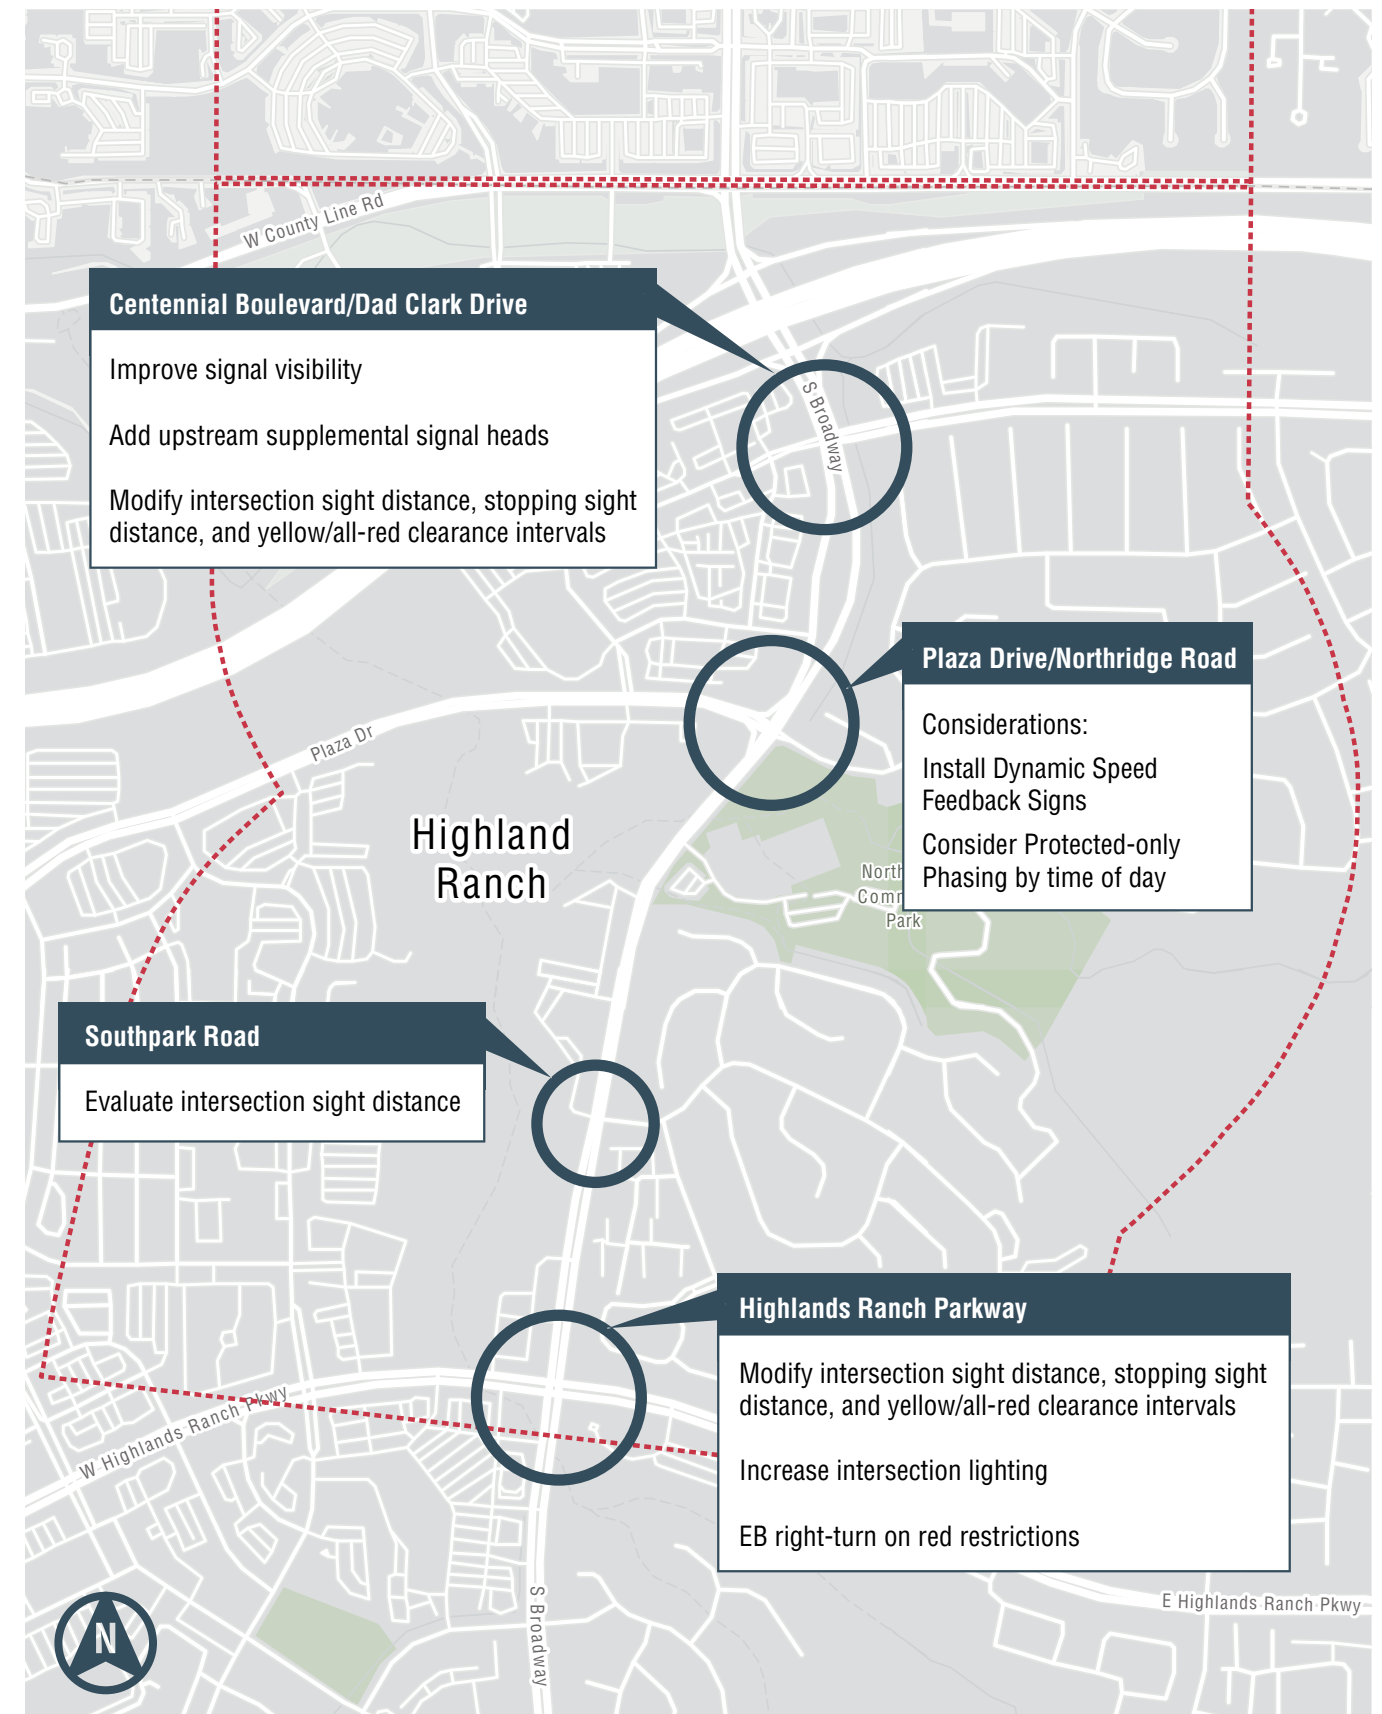 W County Line Rd
Centennial Boulevard/Dad Clark Drive
Improve signal visibility
Add upstream supplemental signal heads
Modify intersection sight distance, stopping sight
distance, and yellow/all-red clearance intervals
S Broadway
Plaza Drive/Northridge Road
Considerations:
Install Dynamic Speed
Feedback Signs
Consider Protected-only
Phasing by time of day
Plaza Dr
Highland
Ranch
North
Comm
Park
Southpark Road
Evaluate intersection sight distance
Highlands Ranch Parkway
Modify intersection sight distance, stopping sight
distance, and yellow/all-red clearance intervals
Increase intersection lighting
EB right-turn on red restrictions
W Highlands Ranch Pkwy
S Broadway
E Highlands Ranch Pkwy
N